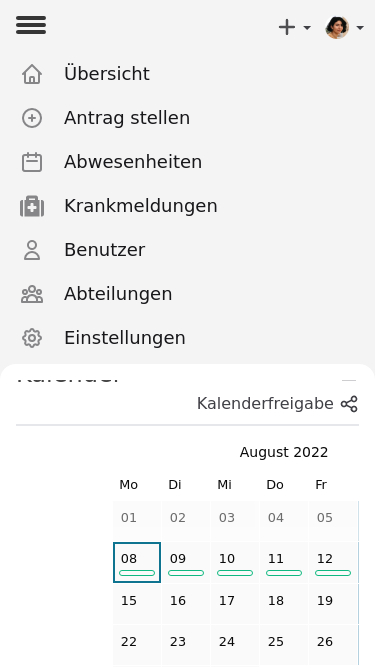 Übersicht
Antrag stellen
Abwesenheiten
Krankmeldungen
Benutzer
Abteilungen
Einstellungen
Kalender
Kalenderfreigabe
August 2022
Mo Di Mi Do Fr
01 02 03 04 05
08 09 10 11 12
15 16 17 18 19
22 23 24 25 26